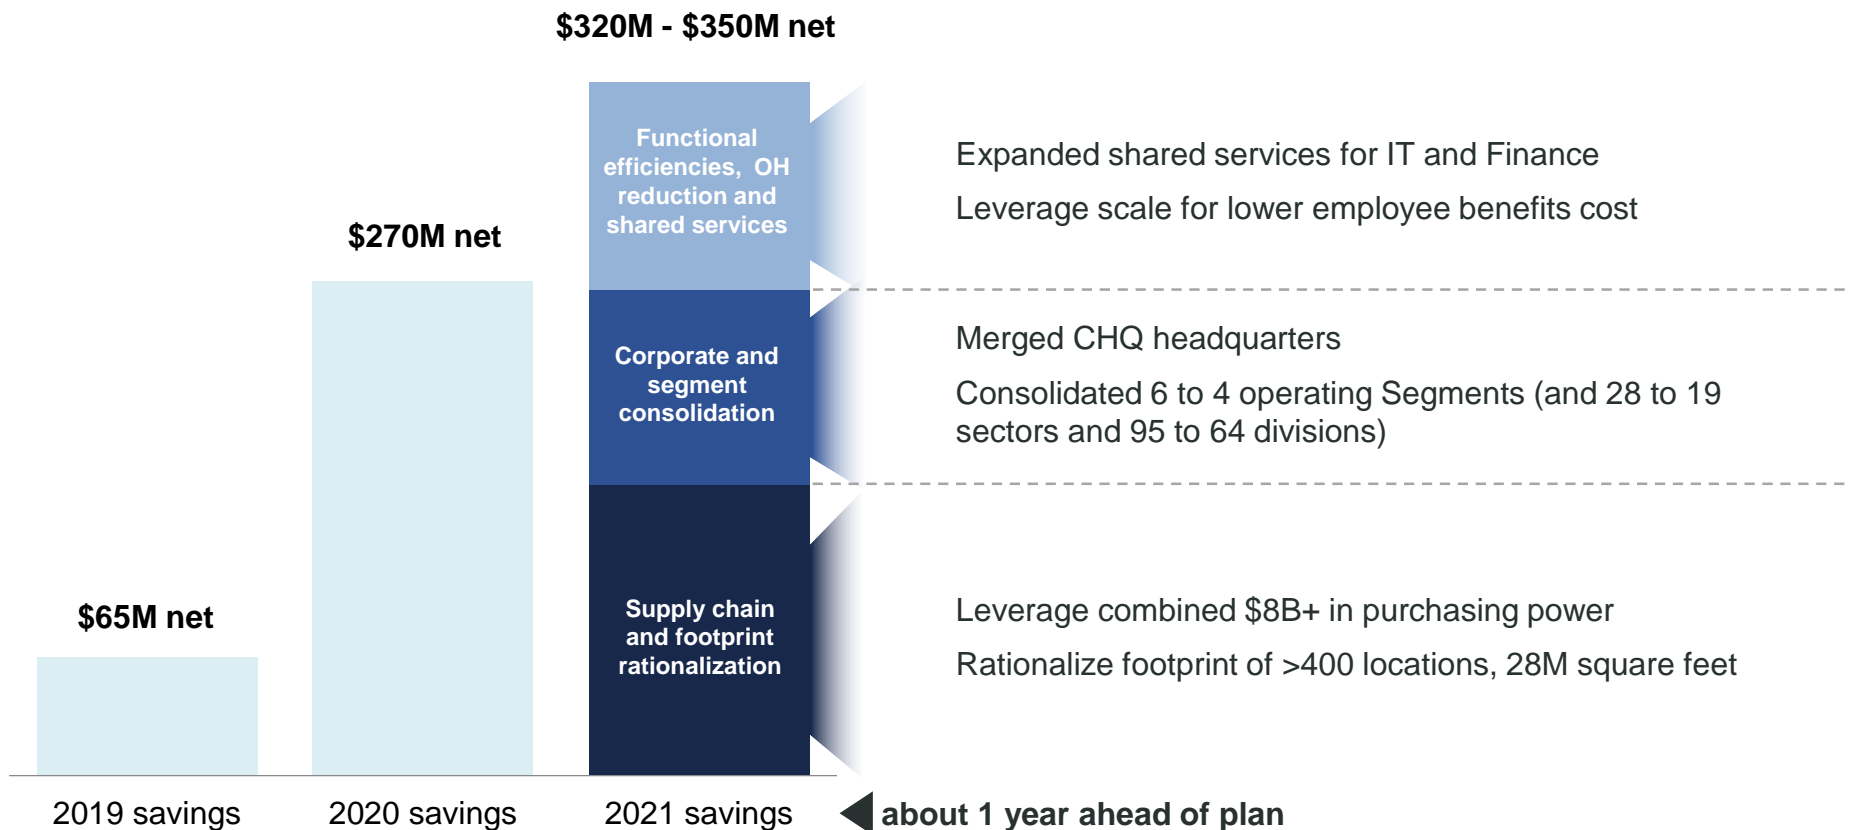 $320M - $350M net
Functional
efficiencies, OH
reduction and
shared services
Expanded shared services for IT and Finance
Leverage scale for lower employee benefits cost
$270M net
Corporate and
segment
consolidation
Merged CHQ headquarters
Consolidated 6 to 4 operating Segments (and 28 to 19
sectors and 95 to 64 divisions)
$65M net
Supply chain
and footprint
rationalization
Leverage combined $8B+ in purchasing power
Rationalize footprint of >400 locations, 28M square feet
2019 savings
2020 savings
2021 savings
about 1 year ahead of plan